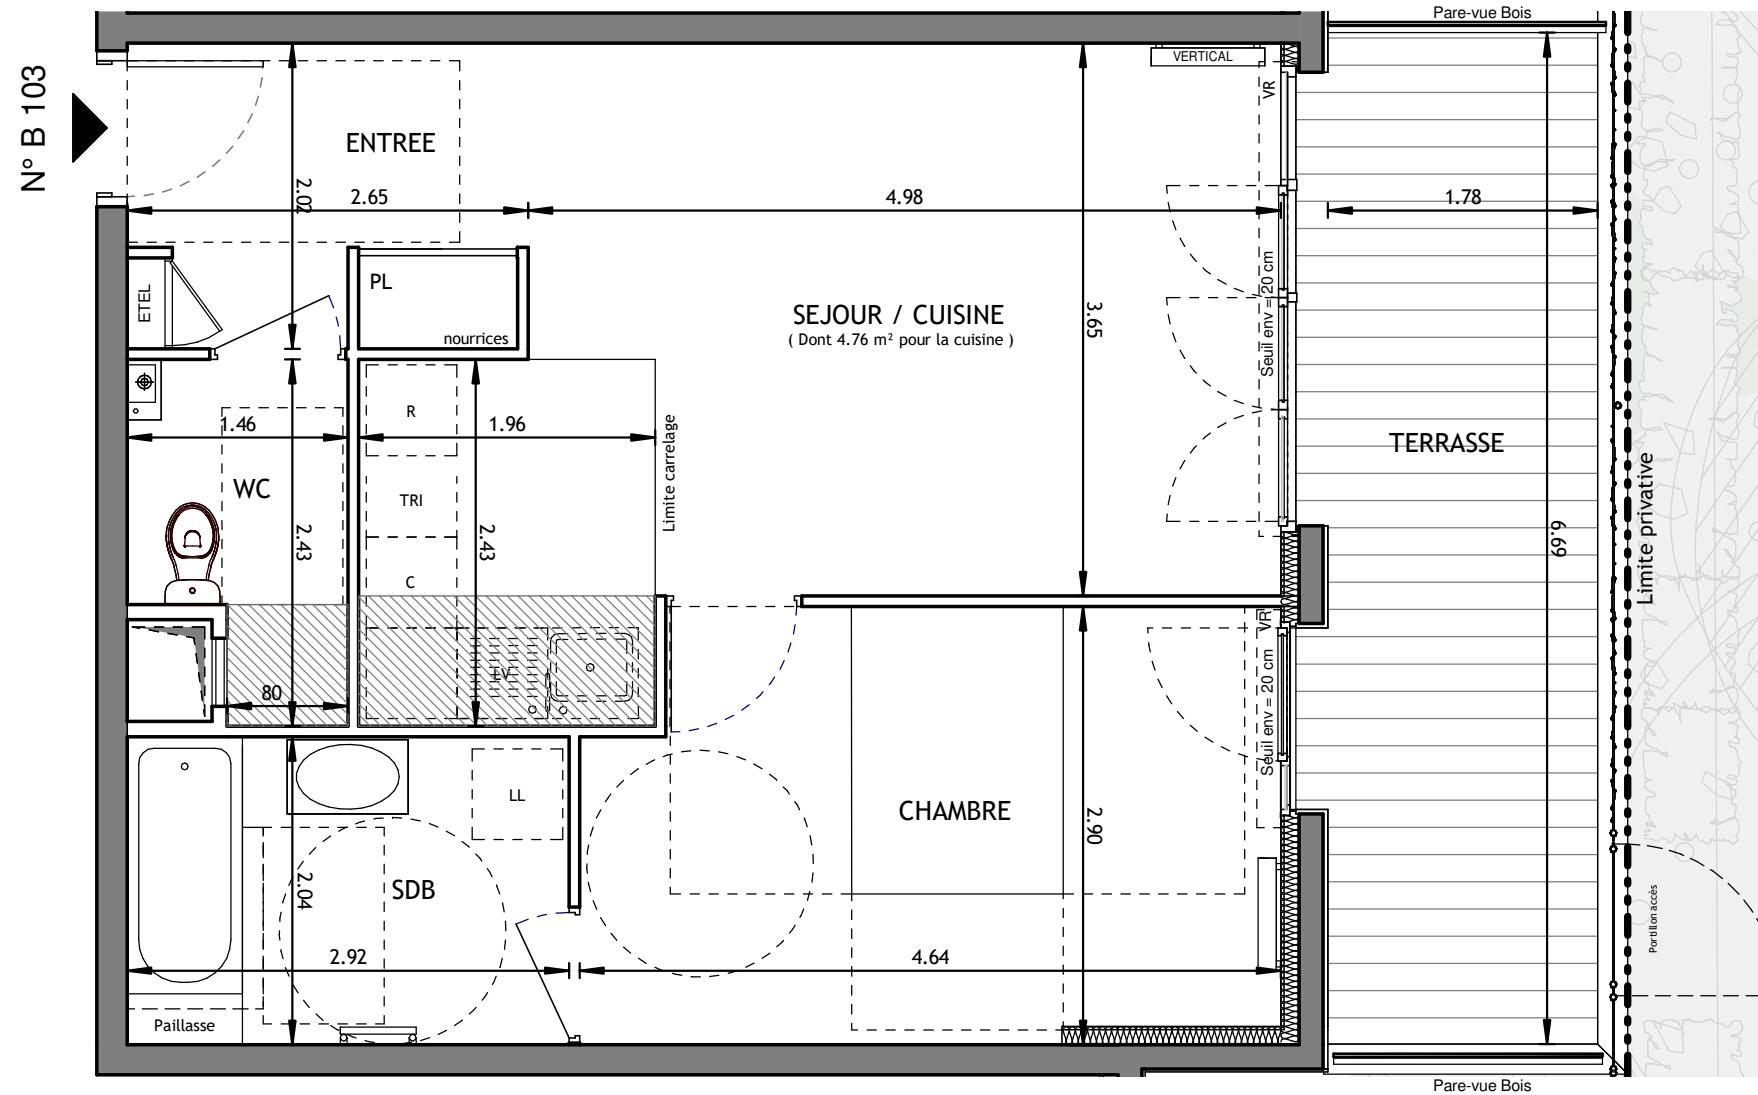 Pare-vue Bois
N° B 103
VERTICAL
VR
ENTREE
2.02
2.65
4.98
1.78
PL
ETEL
nourrices
SEJOUR / CUISINE
( Dont 4.76 m² pour la cuisine )
3.65
Seuil env = 20 cm
R
1.46
1.96
Limite carrelage
TERRASSE
WC
TRI
2.43
2.43
6.69
Limite privative
C
VR
LV
80
Seuil env = 20 cm
LL
CHAMBRE
2.90
SDB
2.04
Portillon accès
2.92
4.64
Paillasse
Pare-vue Bois